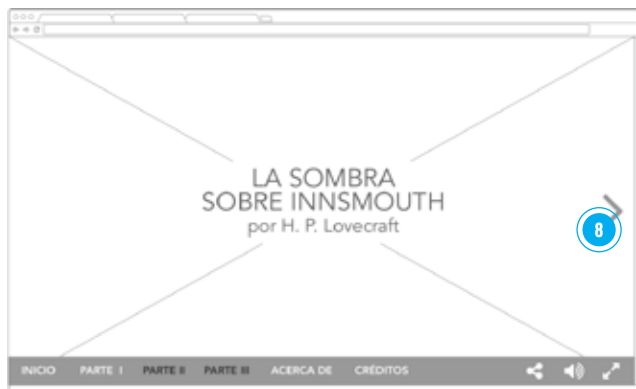 LA SOMBRA
SOBRE INNSMOUTH
por H. P. Lovecraft
8
INICIO PARTE I PARTE II PARTE III ACERCA DE CRÉDITOS